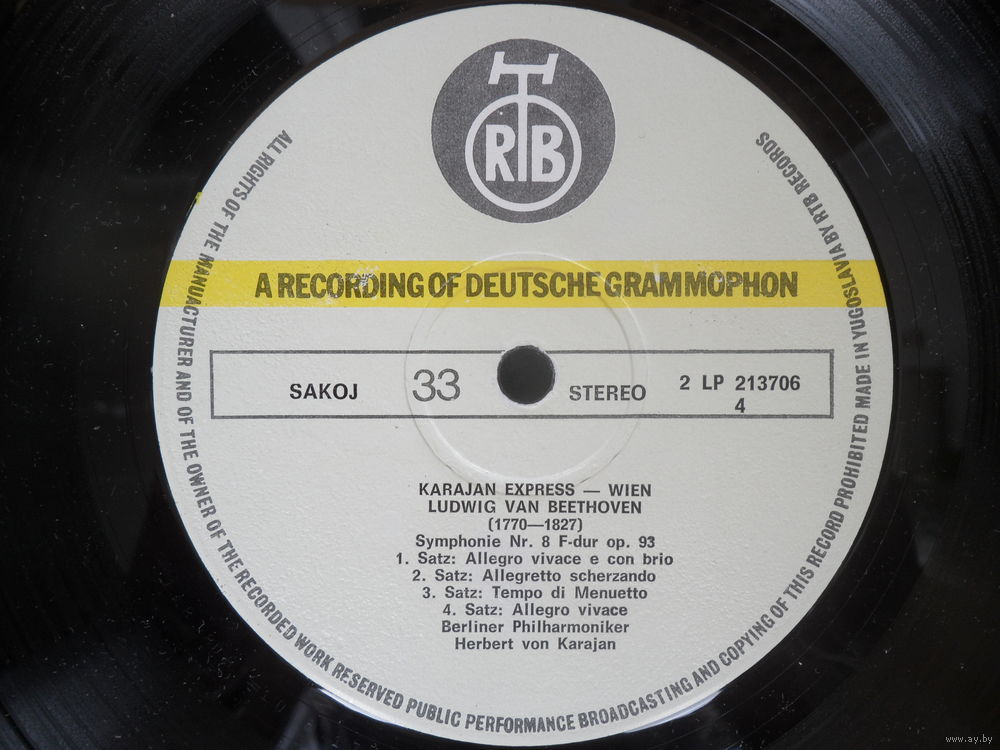 RTB
A RECORDING OF DEUTSCHE GRAMMOPHON
SAKOJ 33 STEREO 2 LP 213706
4
KARAJAN EXPRESS — WIEN
LUDWIG VAN BEETHOVEN
(1770—1827)
Symphonie Nr. 8 F-dur op. 93
1. Satz: Allegro vivace e con brio
2. Satz: Allegretto scherzando
3. Satz: Tempo di Menuetto
4. Satz: Allegro vivace
Berliner Philharmoniker
Herbert von Karajan
ALL RIGHTS OF THE MANUACTURER AND OF THE OWNER OF THE RECORDED WORK RESERVED PUBLIC PERFORMANCE BROADCASTING AND COPYING OF THIS RECORD PROHIBITED MADE IN YUGOSLAVIA BY RTB RECORDS
www.ay.by